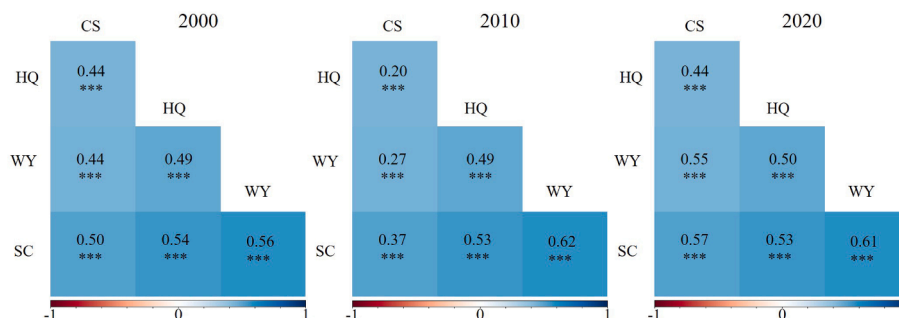 CS 2000
HQ 0.44
***
HQ
WY 0.44 0.49
*** ***
WY
SC 0.50 0.54 0.56
*** *** ***
-1 0 1
CS 2010
HQ 0.20
***
HQ
WY 0.27 0.49
*** ***
WY
SC 0.37 0.53 0.62
*** *** ***
-1 0 1
CS 2020
HQ 0.44
***
HQ
WY 0.55 0.50
*** ***
WY
SC 0.57 0.53 0.61
*** *** ***
-1 0